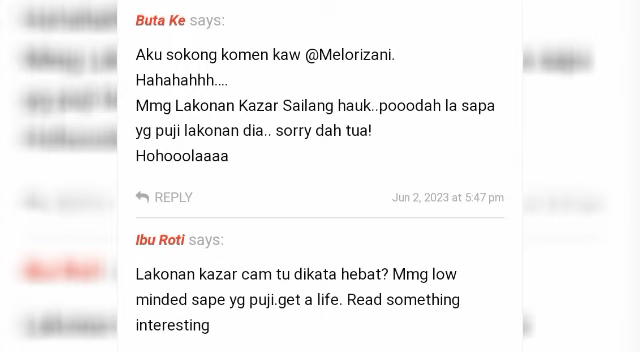 Buta Ke says:
Aku sokong komen kaw @Melorizani.
Hahahahhh....
Mmg Lakonan Kazar Sailang hauk..pooodah la sapa
yg puji lakonan dia.. sorry dah tua!
Hohooolaaaa
REPLY
Jun 2, 2023 at 5:47 pm
Ibu Roti says:
Lakonan kazar cam tu dikata hebat? Mmg low
minded sape yg puji.get a life. Read something
interesting